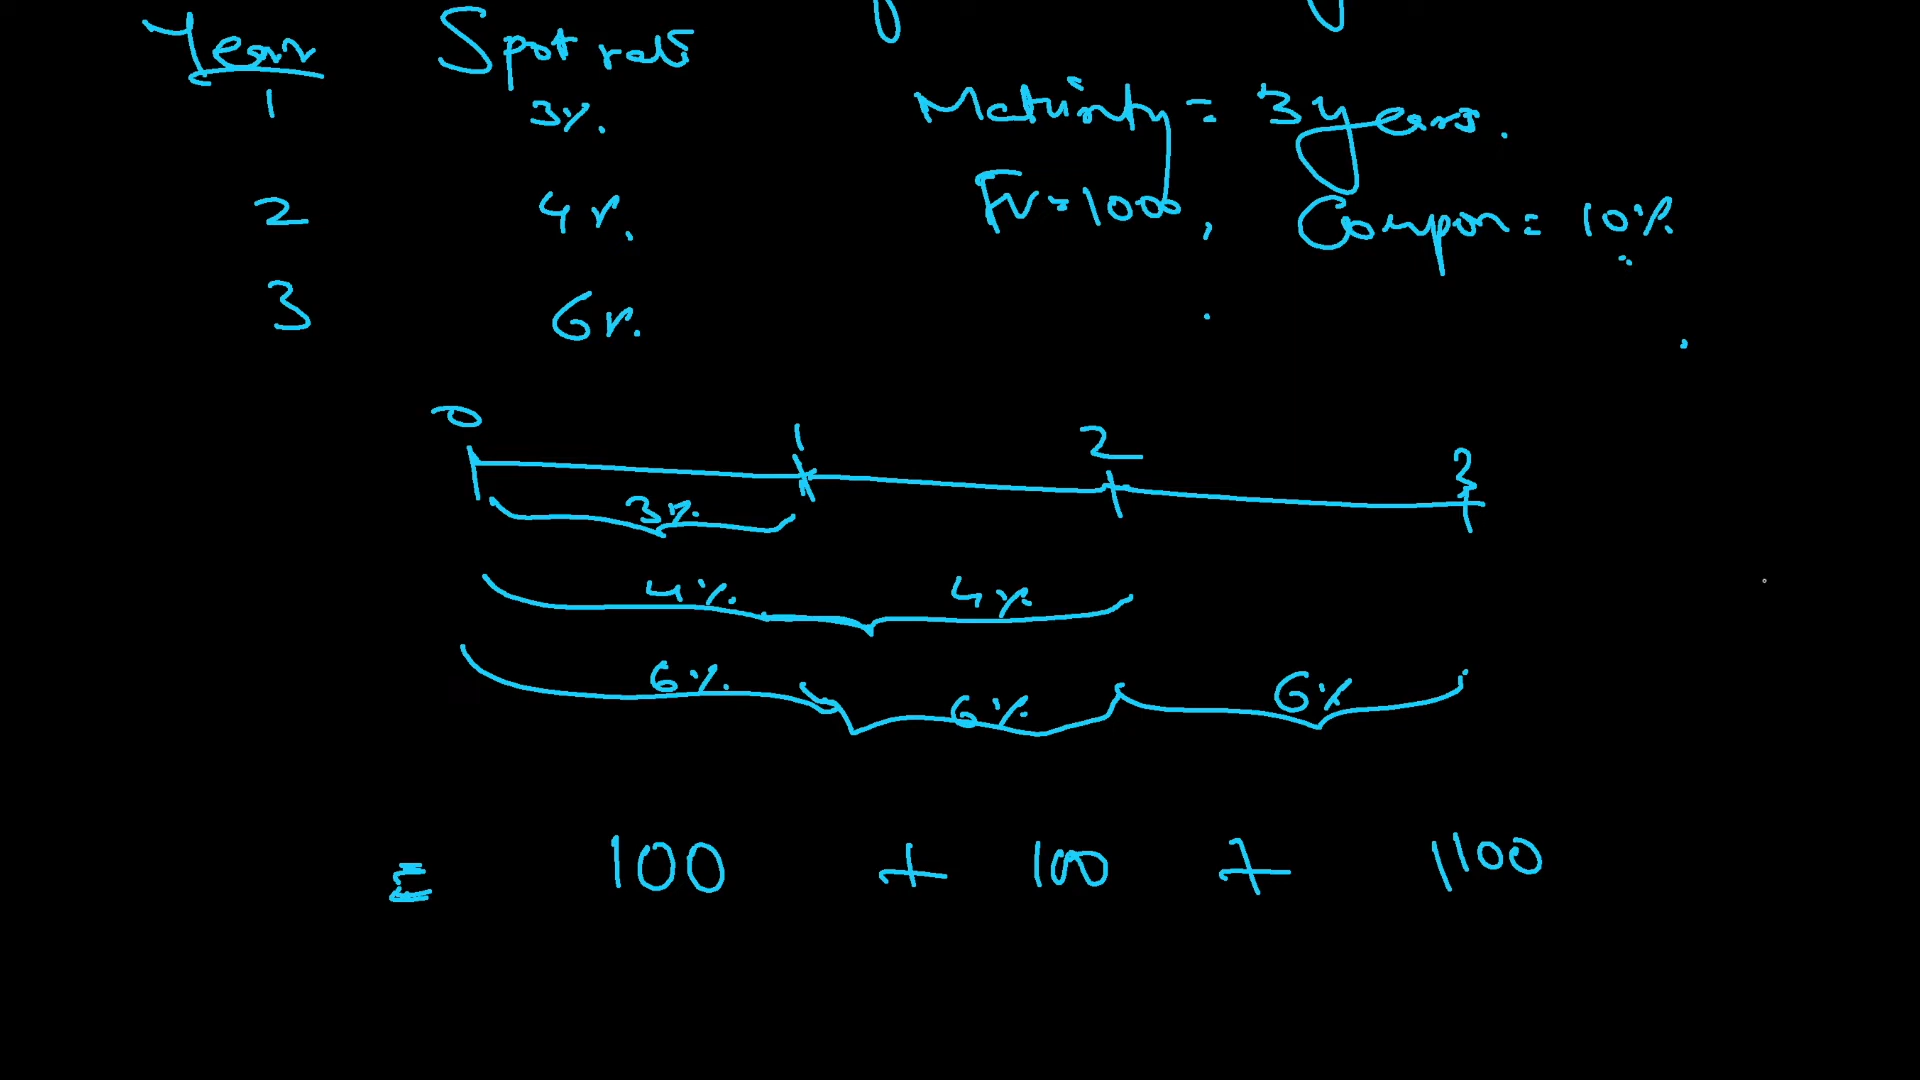 Year Spot rate
1 3%.
Maturity = 3 years.
2 4%.
FV = 1000, Coupon = 10%
3 6%.
0 1 2 3
3%.
4%. 4%.
6%. 6% 6%
= 100 + 100 + 1100